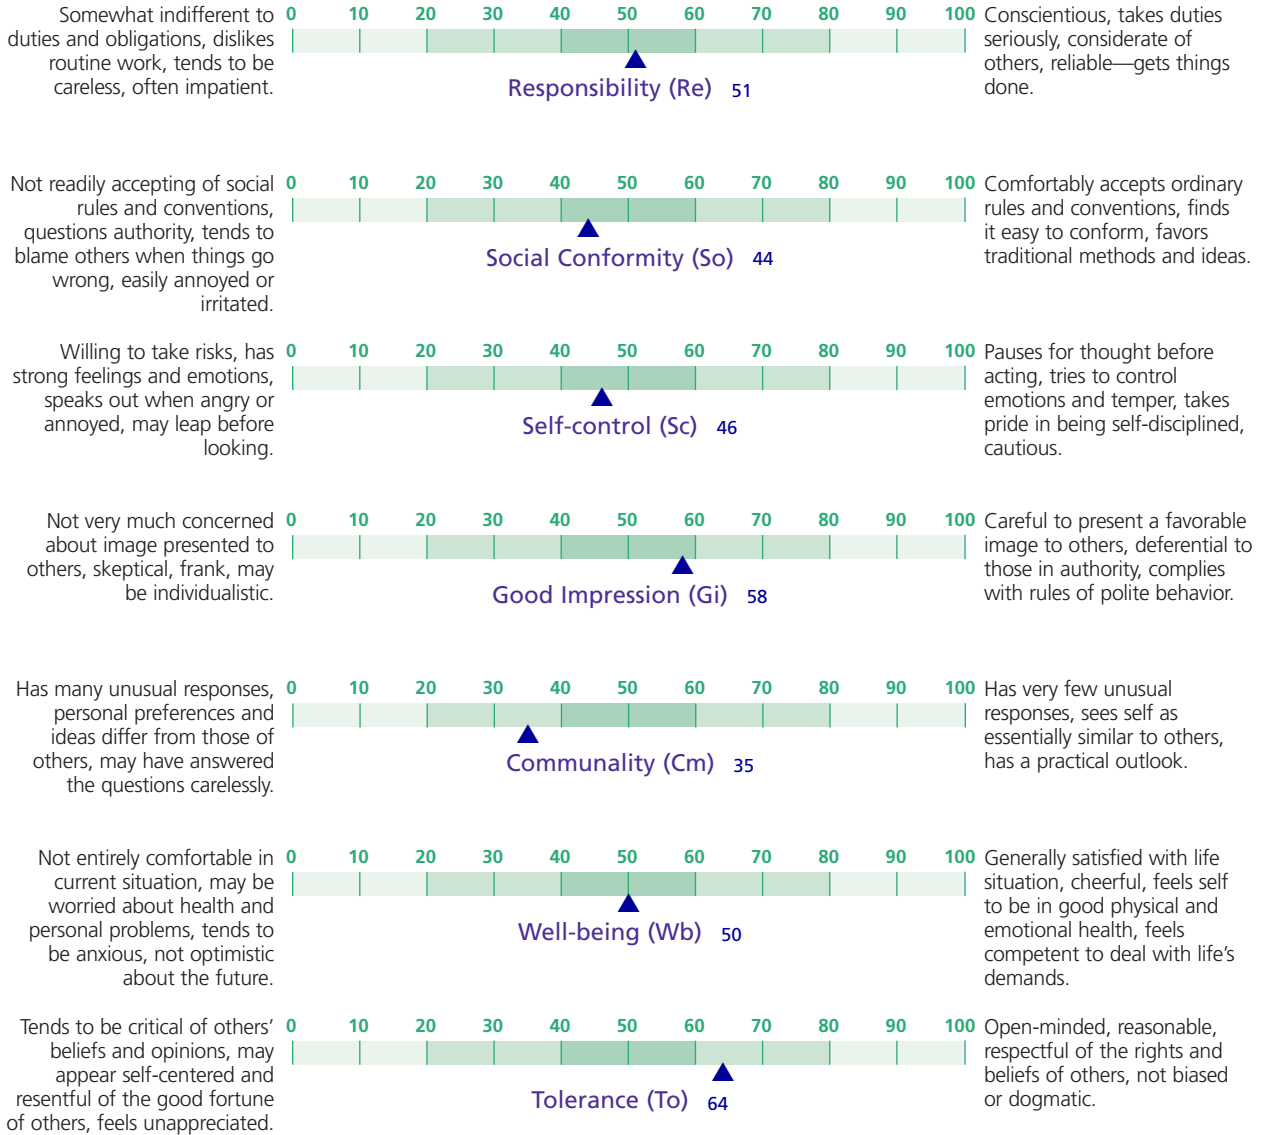 Somewhat indifferent to
duties and obligations, dislikes
routine work, tends to be
careless, often impatient.
0 10 20 30 40 50 60 70 80 90 100
Responsibility (Re) 51
Conscientious, takes duties
seriously, considerate of
others, reliable—gets things
done.
Not readily accepting of social
rules and conventions,
questions authority, tends to
blame others when things go
wrong, easily annoyed or
irritated.
0 10 20 30 40 50 60 70 80 90 100
Social Conformity (So) 44
Comfortably accepts ordinary
rules and conventions, finds
it easy to conform, favors
traditional methods and ideas.
Willing to take risks, has
strong feelings and emotions,
speaks out when angry or
annoyed, may leap before
looking.
0 10 20 30 40 50 60 70 80 90 100
Self-control (Sc) 46
Pauses for thought before
acting, tries to control
emotions and temper, takes
pride in being self-disciplined,
cautious.
Not very much concerned
about image presented to
others, skeptical, frank, may
be individualistic.
0 10 20 30 40 50 60 70 80 90 100
Good Impression (Gi) 58
Careful to present a favorable
image to others, deferential to
those in authority, complies
with rules of polite behavior.
Has many unusual responses,
personal preferences and
ideas differ from those of
others, may have answered
the questions carelessly.
0 10 20 30 40 50 60 70 80 90 100
Communality (Cm) 35
Has very few unusual
responses, sees self as
essentially similar to others,
has a practical outlook.
Not entirely comfortable in
current situation, may be
worried about health and
personal problems, tends to
be anxious, not optimistic
about the future.
0 10 20 30 40 50 60 70 80 90 100
Well-being (Wb) 50
Generally satisfied with life
situation, cheerful, feels self
to be in good physical and
emotional health, feels
competent to deal with life’s
demands.
Tends to be critical of others’
beliefs and opinions, may
appear self-centered and
resentful of the good fortune
of others, feels unappreciated.
0 10 20 30 40 50 60 70 80 90 100
Tolerance (To) 64
Open-minded, reasonable,
respectful of the rights and
beliefs of others, not biased
or dogmatic.